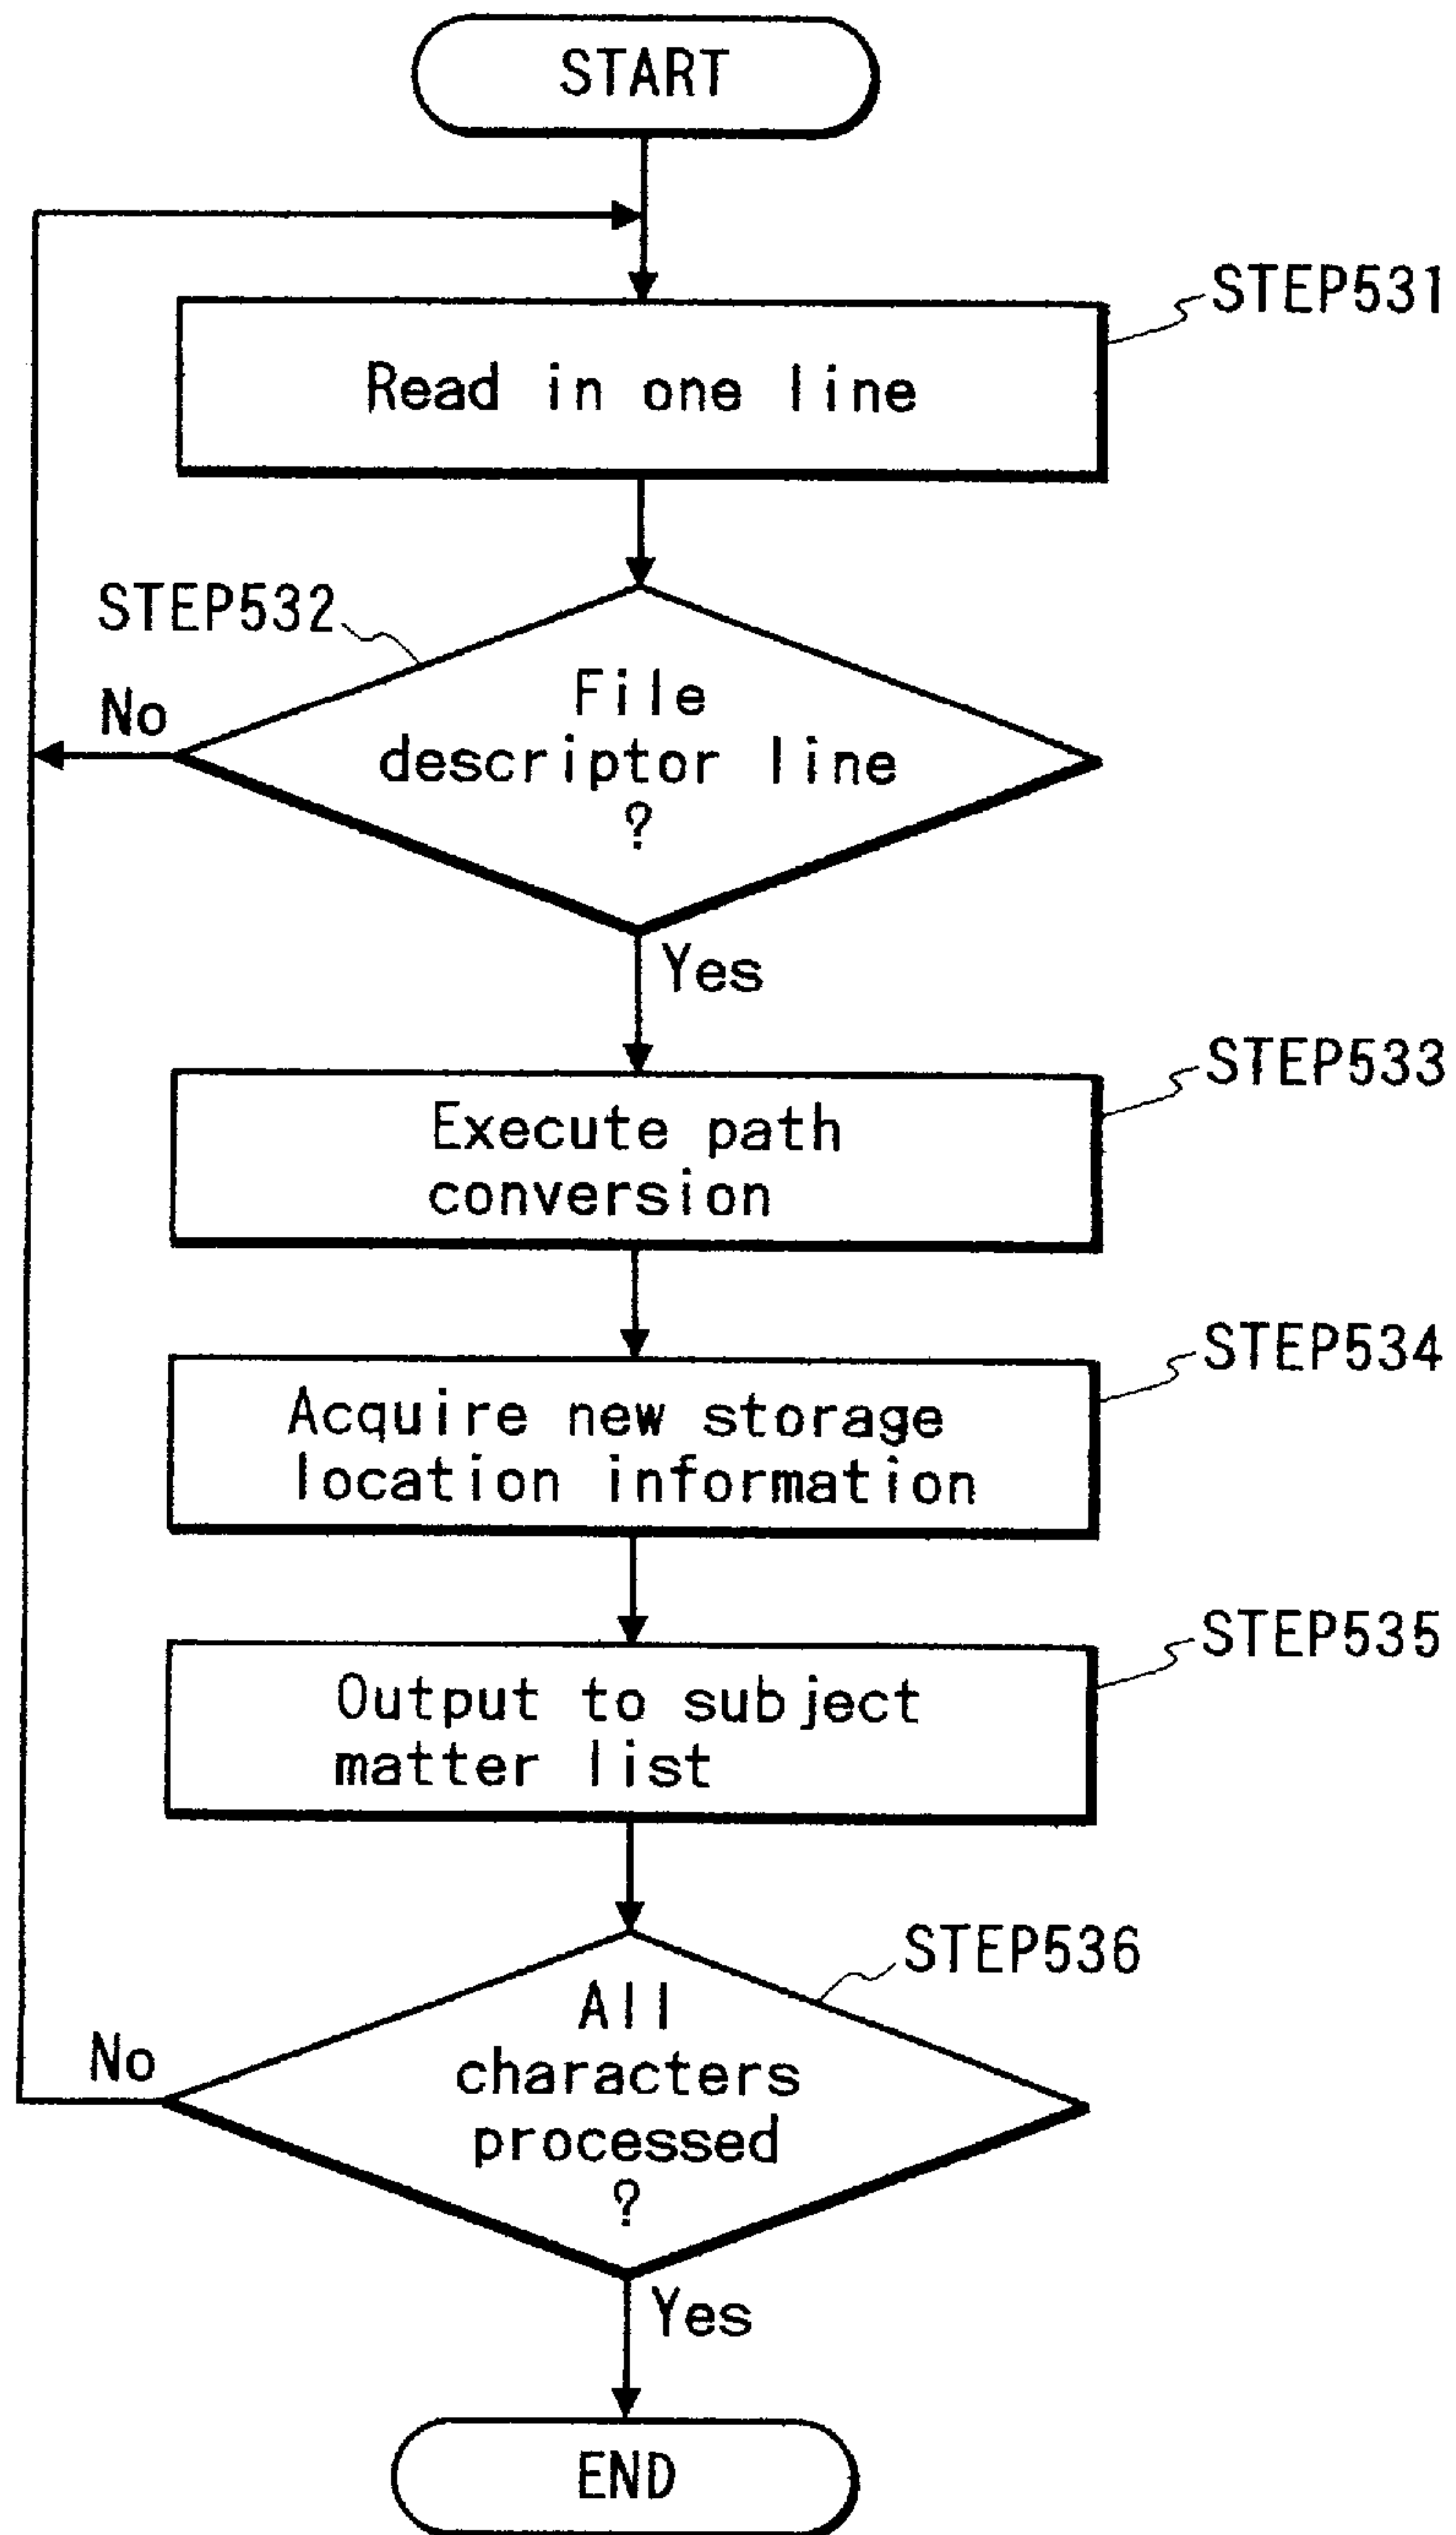 START
STEP531
Read in one line
STEP532
No
File
descriptor line
?
Yes
STEP533
Execute path
conversion
STEP534
Acquire new storage
location information
STEP535
Output to subject
matter list
STEP536
No
All
characters
processed
?
Yes
END